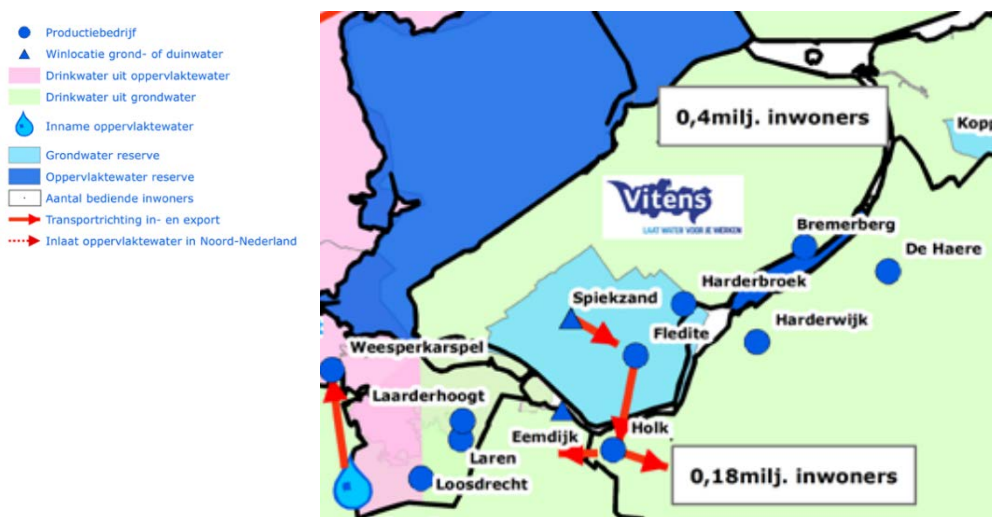 Productiebedrijf
Winlocatie grond- of duinwater
Drinkwater uit oppervlaktewater
Drinkwater uit grondwater
Inname oppervlaktewater
Grondwater reserve
Oppervlaktewater reserve
Aantal bediende inwoners
Transportrichting in- en export
Inlaat oppervlaktewater in Noord-Nederland
0,4milj. inwoners
Kopp
Vitens
LAAT WATER VOOR JE WERKEN
Bremerberg
De Haere
Harderbroek
Spiekzand
Harderwijk
Fledite
Weesperkarspel
Laarderhoogt
Holk
Eemdijk
Laren
0,18milj. inwoners
Loosdrecht